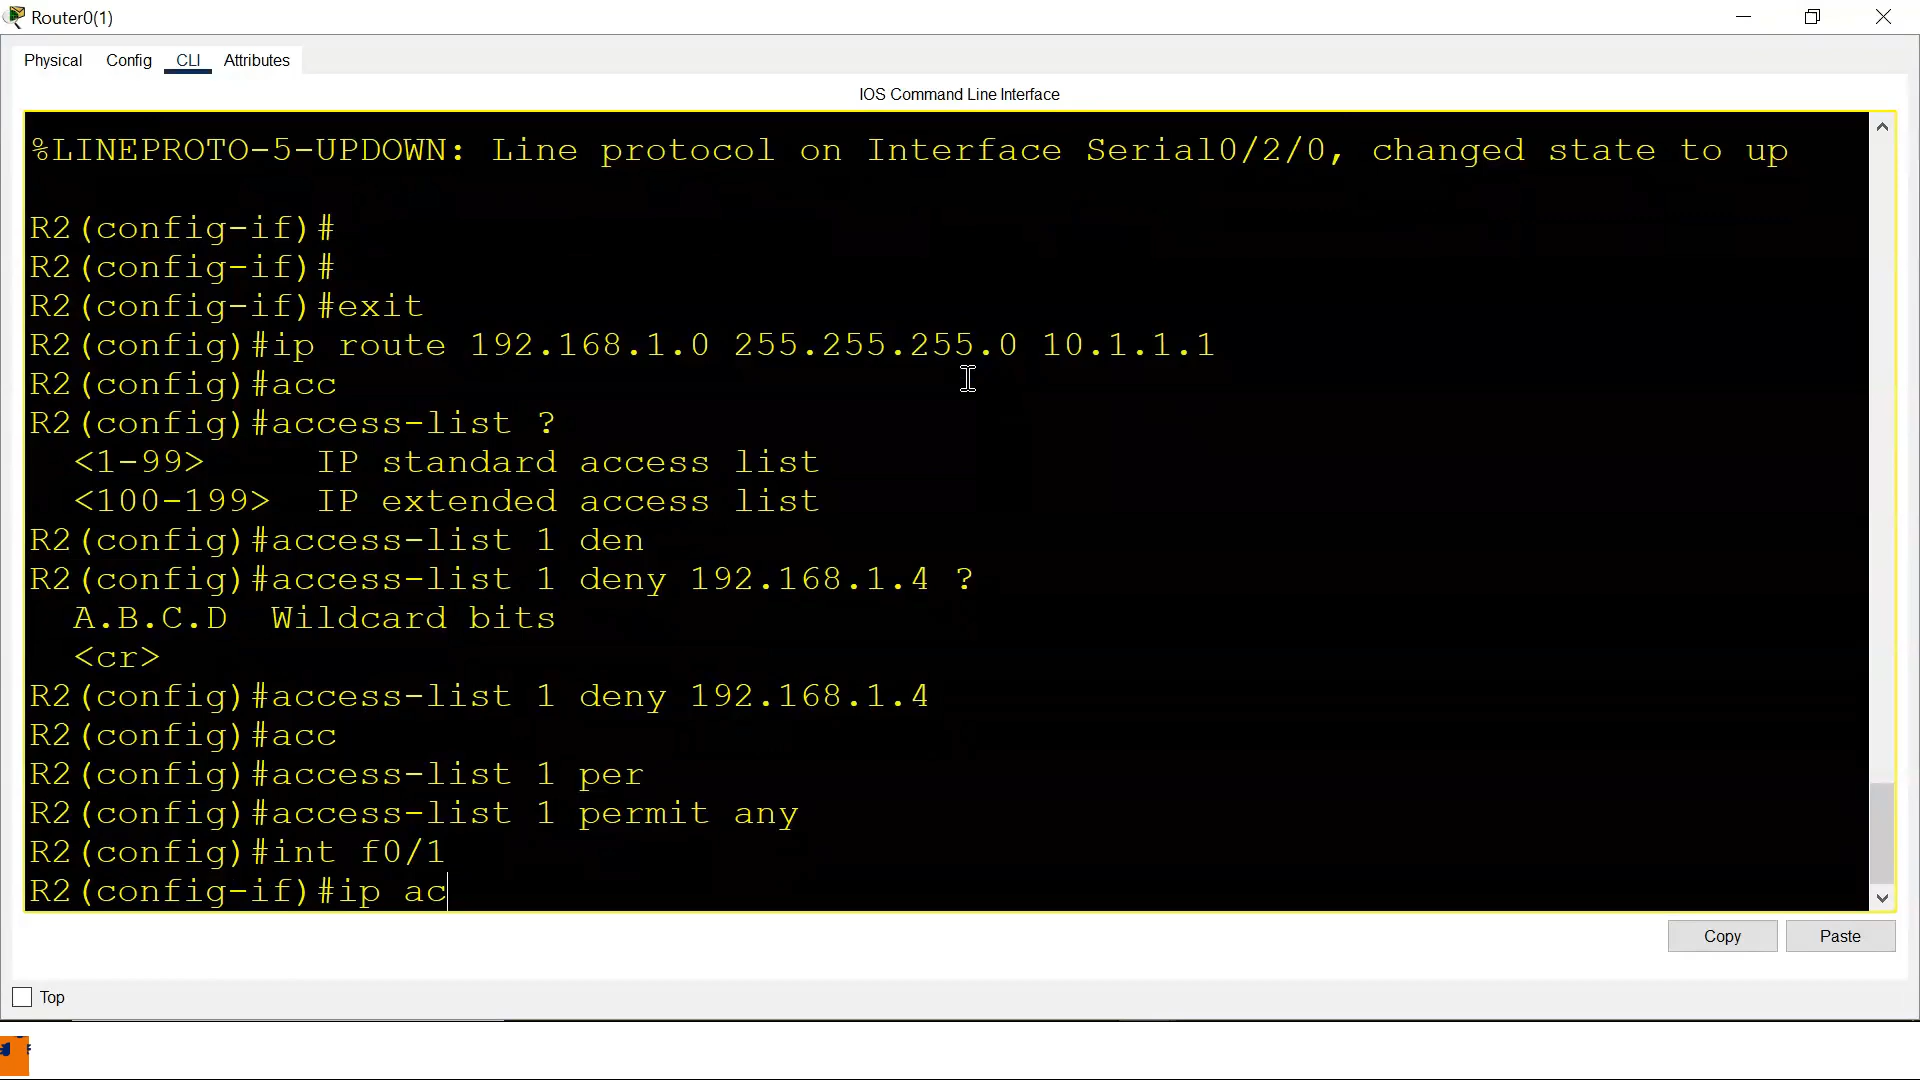 Router0(1)
Physical Config CLI Attributes
IOS Command Line Interface
%LINEPROTO-5-UPDOWN: Line protocol on Interface Serial0/2/0, changed state to up
R2(config-if)#
R2(config-if)#
R2(config-if)#exit
R2(config)#ip route 192.168.1.0 255.255.255.0 10.1.1.1
R2(config)#acc
R2(config)#access-list ?
<1-99> IP standard access list
<100-199> IP extended access list
R2(config)#access-list 1 den
R2(config)#access-list 1 deny 192.168.1.4 ?
A.B.C.D Wildcard bits
<cr>
R2(config)#access-list 1 deny 192.168.1.4
R2(config)#acc
R2(config)#access-list 1 per
R2(config)#access-list 1 permit any
R2(config)#int f0/1
R2(config-if)#ip ac
Copy Paste
Top